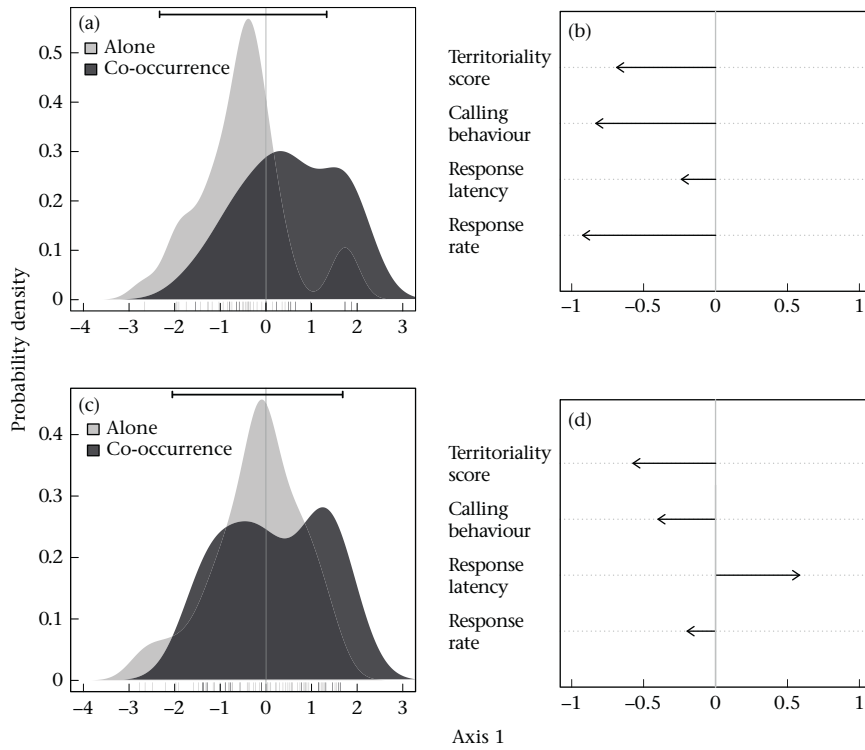 (a)
Alone
Co-occurrence
0.5
0.4
0.3
0.2
0.1
0
−4 −3 −2 −1 0 1 2 3
(b)
Territoriality
score
Calling
behaviour
Response
latency
Response
rate
−1 −0.5 0 0.5 1
Probability density
(c)
Alone
Co-occurrence
0.4
0.3
0.2
0.1
0
−4 −3 −2 −1 0 1 2 3
(d)
Territoriality
score
Calling
behaviour
Response
latency
Response
rate
−1 −0.5 0 0.5 1
Axis 1